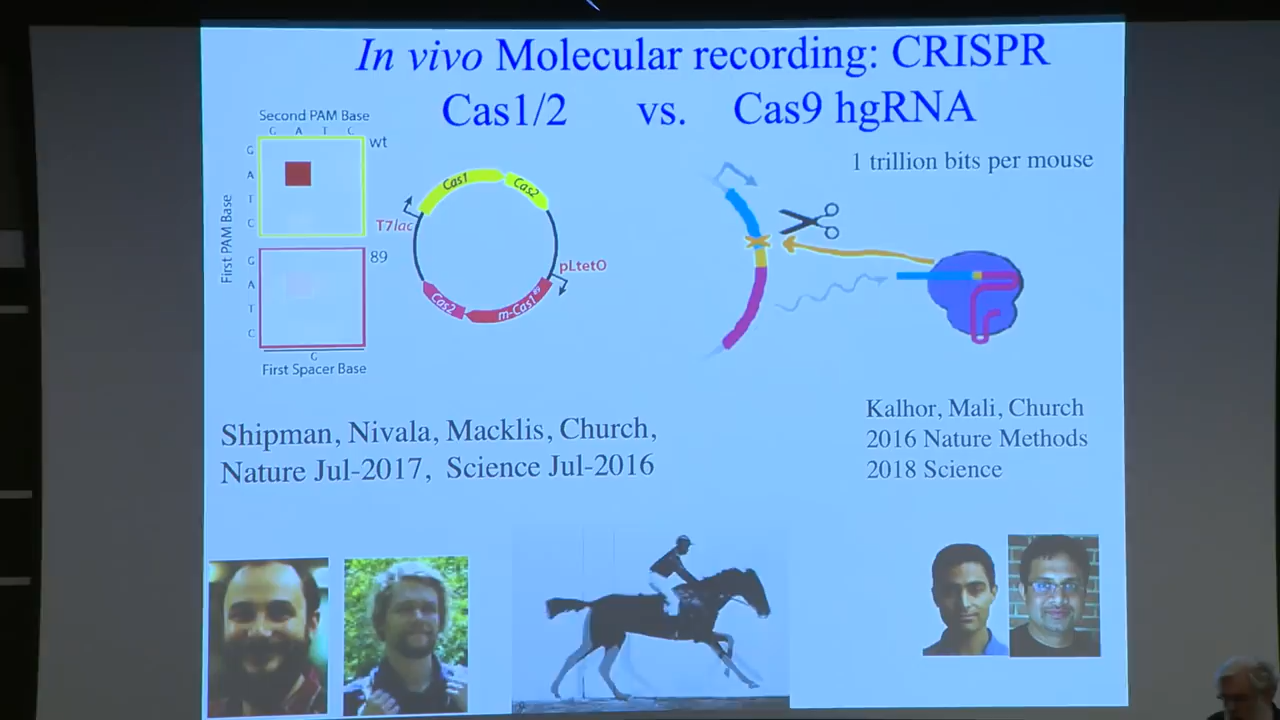 In vivo Molecular recording: CRISPR
Cas1/2 vs. Cas9 hgRNA
Second PAM Base
G A T C
wt
G
A
T
C
First PAM Base
89
G
A
T
C
G
First Spacer Base
Cas1
Cas2
T7lac
pLtetO
Cas2
m-Cas1 89
1 trillion bits per mouse
Shipman, Nivala, Macklis, Church,
Nature Jul-2017, Science Jul-2016
Kalhor, Mali, Church
2016 Nature Methods
2018 Science